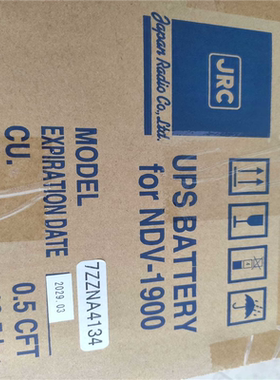 JRC
Japan Radio Co., Ltd.
UPS BATTERY
for NDV-1900
MODEL 7ZZNA4134
EXPIRATION DATE 2029.03
CU. 0.5 CFT